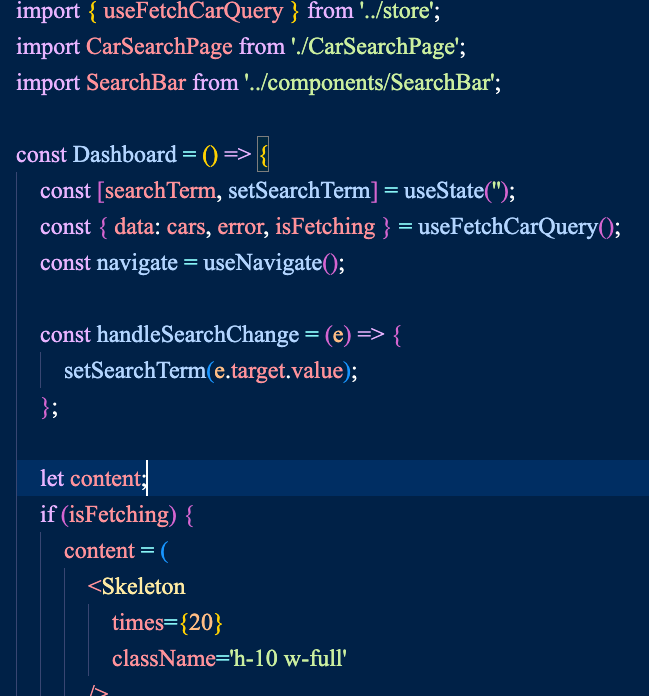 import { useFetchCarQuery } from '../store';
import CarSearchPage from './CarSearchPage';
import SearchBar from '../components/SearchBar';
const Dashboard = () => {
const [searchTerm, setSearchTerm] = useState('');
const { data: cars, error, isFetching } = useFetchCarQuery();
const navigate = useNavigate();
const handleSearchChange = (e) => {
setSearchTerm(e.target.value);
};
let content;
if (isFetching) {
content = (
<Skeleton
times={20}
className='h-10 w-full'
/>